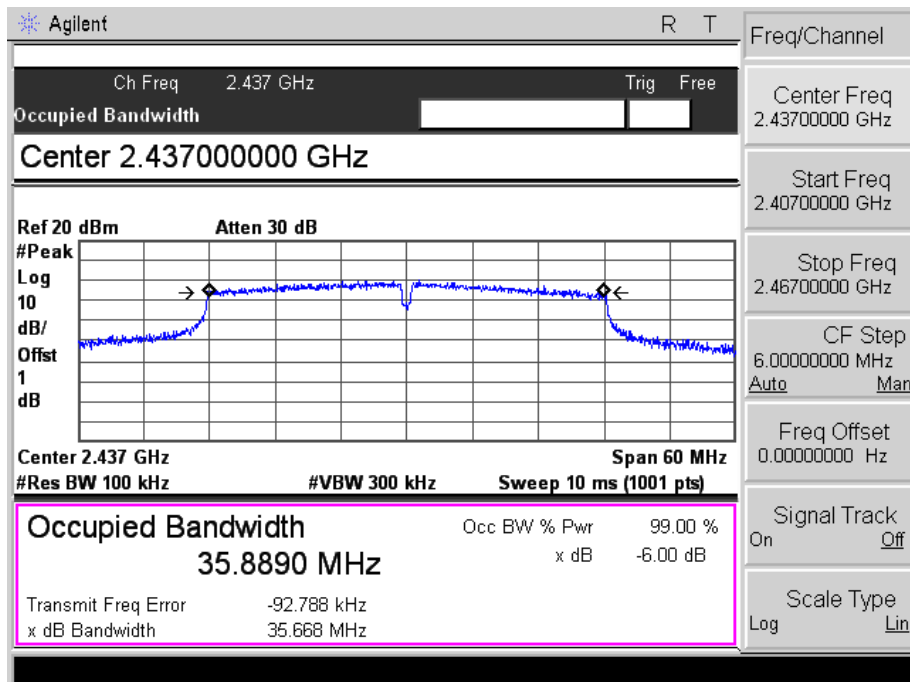 Agilent R T
Ch Freq 2.437 GHz Trig Free
Occupied Bandwidth
Center 2.437000000 GHz
Ref 20 dBm Atten 30 dB
#Peak
Log
10
dB/
Offst
1
dB
Center 2.437 GHz Span 60 MHz
#Res BW 100 kHz #VBW 300 kHz Sweep 10 ms (1001 pts)
Occupied Bandwidth
35.8890 MHz
Occ BW % Pwr 99.00 %
x dB -6.00 dB
Transmit Freq Error -92.788 kHz
x dB Bandwidth 35.668 MHz
Freq/Channel
Center Freq
2.43700000 GHz
Start Freq
2.40700000 GHz
Stop Freq
2.46700000 GHz
CF Step
6.00000000 MHz
Auto Man
Freq Offset
0.00000000 Hz
Signal Track
On Off
Scale Type
Log Lin